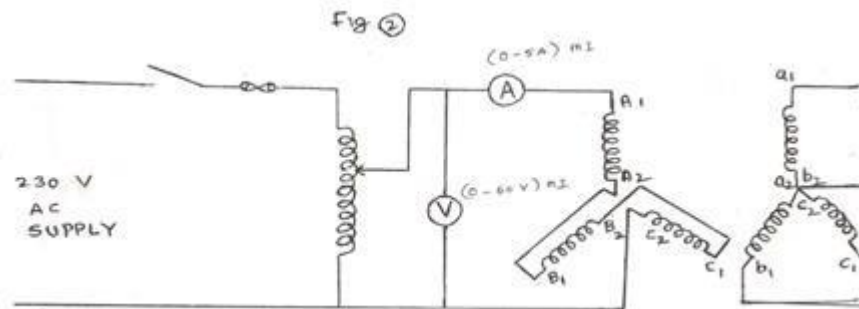 Fig ②
(0-5A) mI
A
A1
a1
230 V
AC
SUPPLY
V
(0-60V) mI
A2
B2
C2
B1
C1
a2
b2
c2
b1
c1